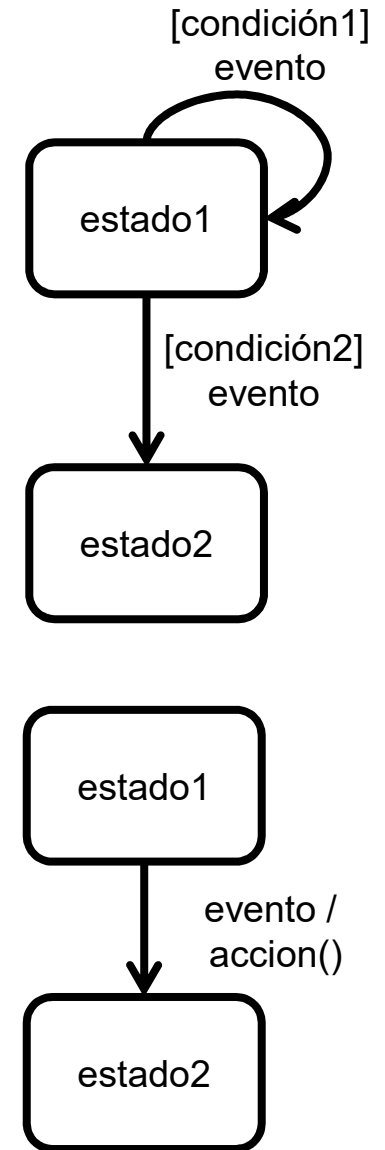 [condición1]
evento
estado1
[condición2]
evento
estado2
estado1
evento /
accion()
estado2